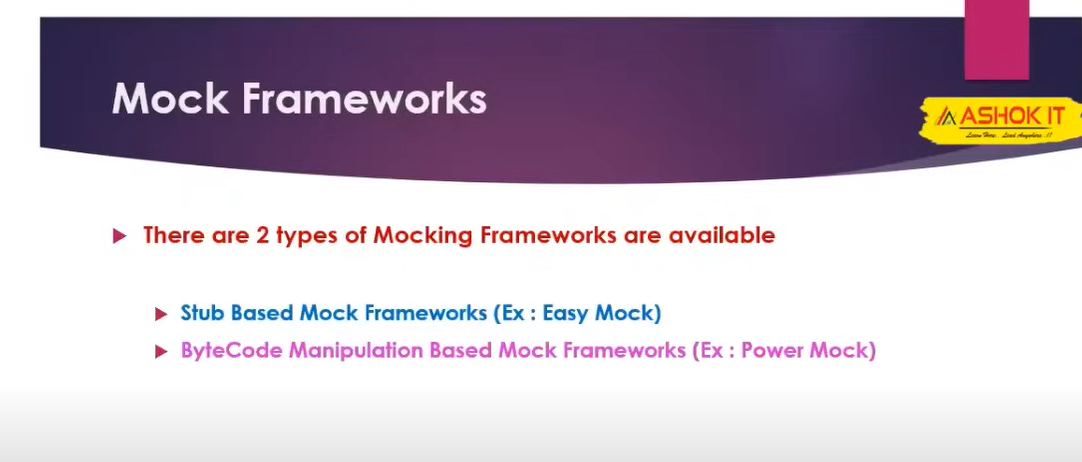 Mock Frameworks
ASHOK IT
Learn Here.. Lead Anywhere..!!
There are 2 types of Mocking Frameworks are available
Stub Based Mock Frameworks (Ex : Easy Mock)
ByteCode Manipulation Based Mock Frameworks (Ex : Power Mock)